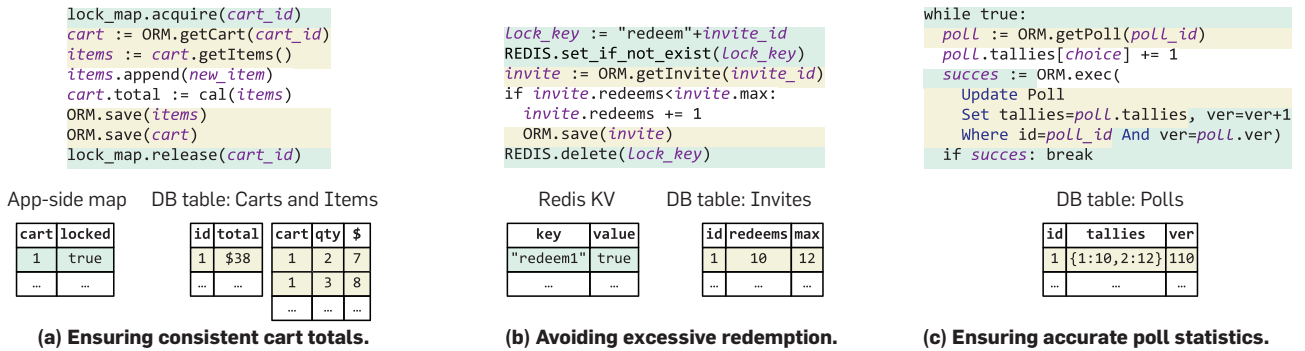 lock_map.acquire(cart_id)
cart := ORM.getCart(cart_id)
items := cart.getItems()
items.append(new_item)
cart.total := cal(items)
ORM.save(items)
ORM.save(cart)
lock_map.release(cart_id)
App-side map
DB table: Carts and Items
cart locked
1 true
… …
id total
1 $38
… …
cart qty $
1 2 7
1 3 8
… … …
(a) Ensuring consistent cart totals.
lock_key := "redeem"+invite_id
REDIS.set_if_not_exist(lock_key)
invite := ORM.getInvite(invite_id)
if invite.redeems<invite.max:
invite.redeems += 1
ORM.save(invite)
REDIS.delete(lock_key)
Redis KV
DB table: Invites
key value
"redeem1" true
… …
id redeems max
1 10 12
… … …
(b) Avoiding excessive redemption.
while true:
poll := ORM.getPoll(poll_id)
poll.tallies[choice] += 1
succes := ORM.exec(
Update Poll
Set tallies=poll.tallies, ver=ver+1
Where id=poll_id And ver=poll.ver)
if succes: break
DB table: Polls
id tallies ver
1 {1:10,2:12} 110
… … …
(c) Ensuring accurate poll statistics.